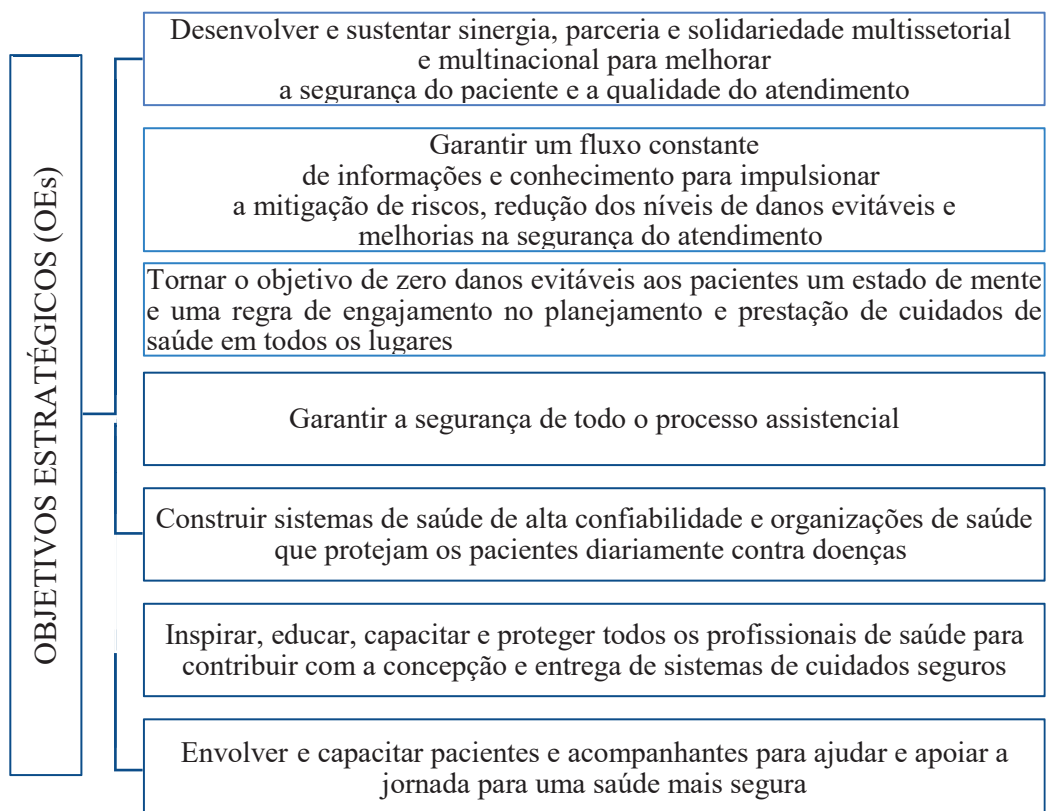 OBJETIVOS ESTRATÉGICOS (OEs)
Desenvolver e sustentar sinergia, parceria e solidariedade multissetorial
e multinacional para melhorar
a segurança do paciente e a qualidade do atendimento
Garantir um fluxo constante
de informações e conhecimento para impulsionar
a mitigação de riscos, redução dos níveis de danos evitáveis e
melhorias na segurança do atendimento
Tornar o objetivo de zero danos evitáveis aos pacientes um estado de mente
e uma regra de engajamento no planejamento e prestação de cuidados de
saúde em todos os lugares
Garantir a segurança de todo o processo assistencial
Construir sistemas de saúde de alta confiabilidade e organizações de saúde
que protejam os pacientes diariamente contra doenças
Inspirar, educar, capacitar e proteger todos os profissionais de saúde para
contribuir com a concepção e entrega de sistemas de cuidados seguros
Envolver e capacitar pacientes e acompanhantes para ajudar e apoiar a
jornada para uma saúde mais segura